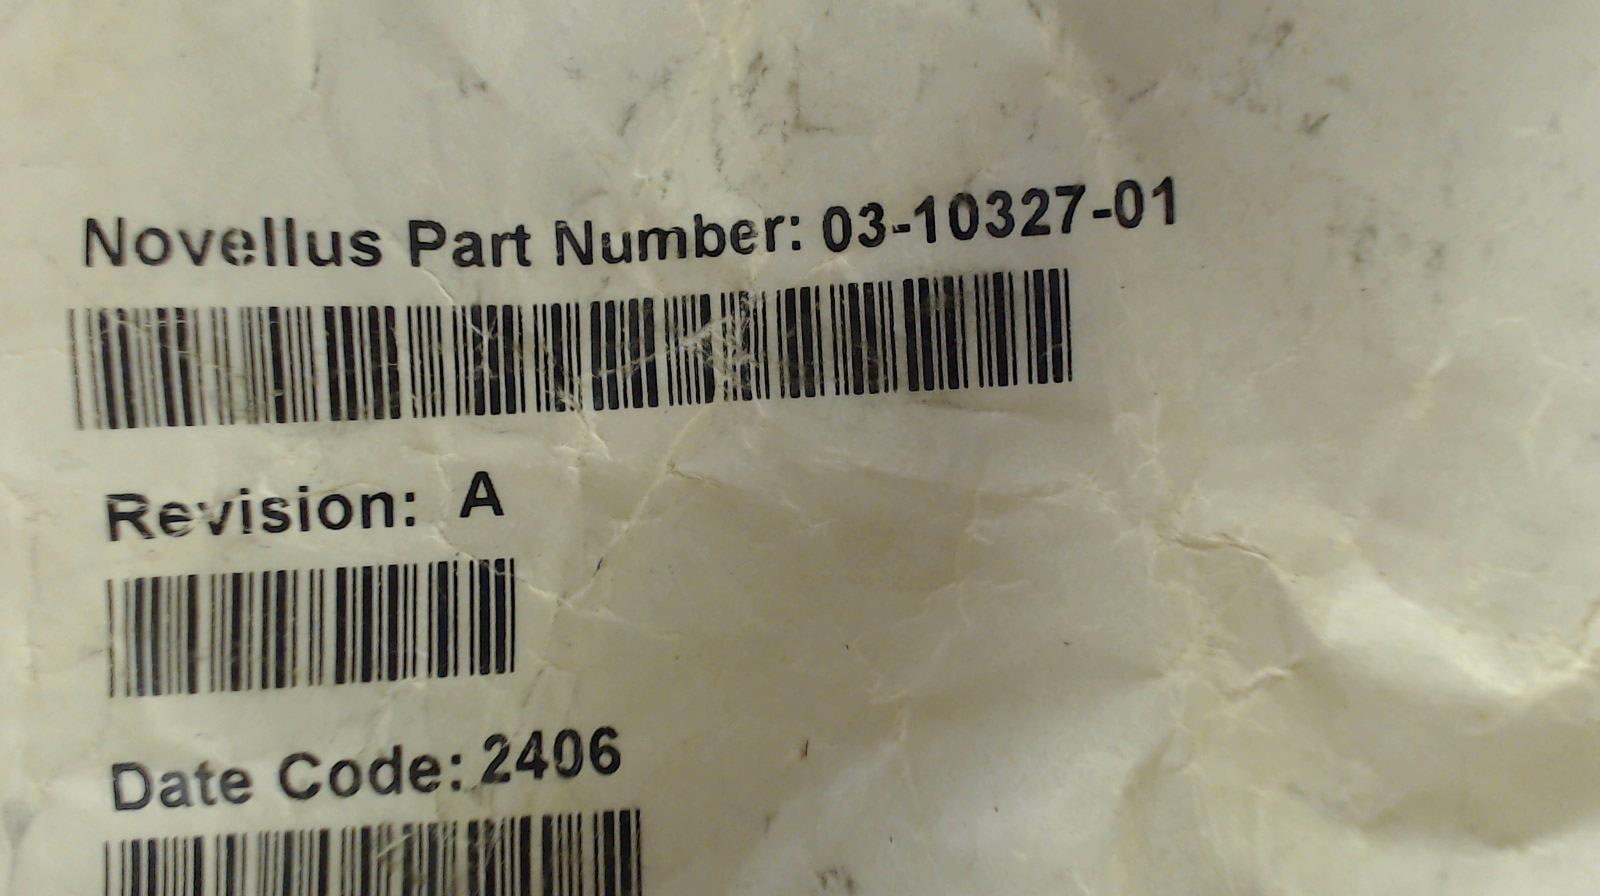 Novellus Part Number: 03-10327-01
Revision: A
Date Code: 2406